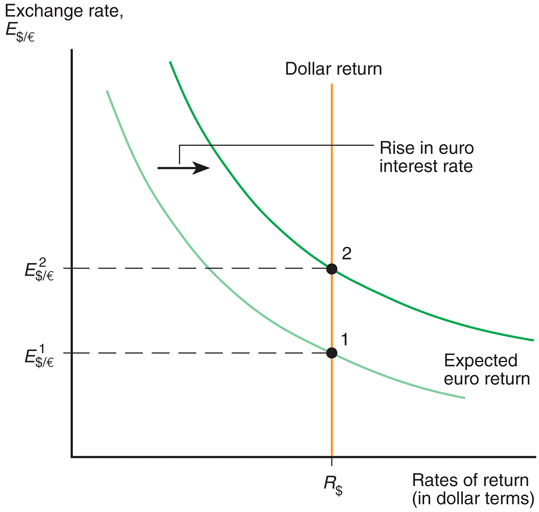 Exchange rate,
E$/€
Dollar return
Rise in euro
interest rate
2
E²$/€
1
E¹$/€
Expected
euro return
R$
Rates of return
(in dollar terms)